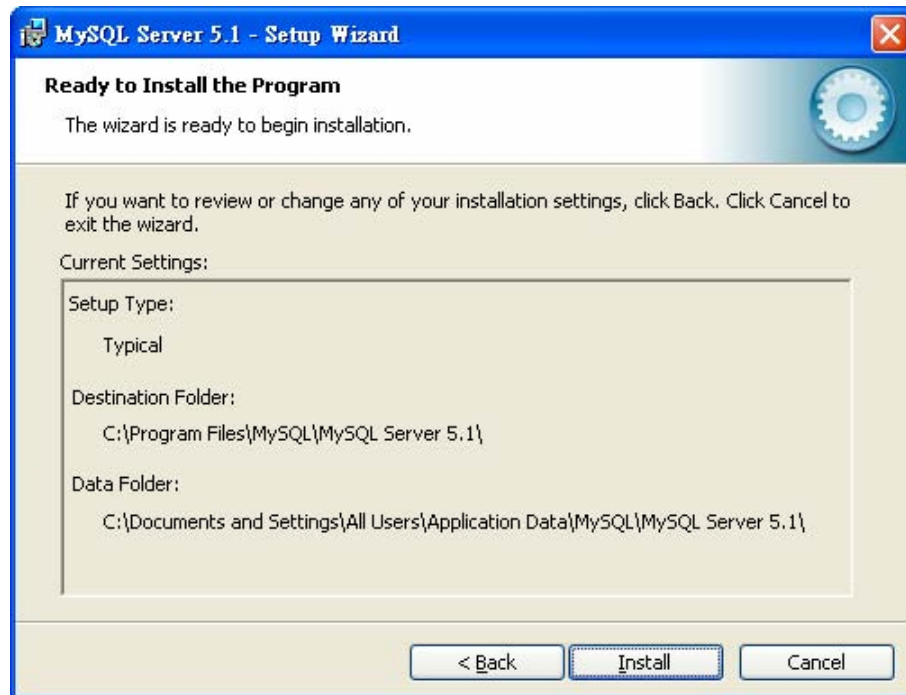 MySQL Server 5.1 - Setup Wizard
Ready to Install the Program
The wizard is ready to begin installation.
If you want to review or change any of your installation settings, click Back. Click Cancel to
exit the wizard.
Current Settings:
Setup Type:
Typical
Destination Folder:
C:\Program Files\MySQL\MySQL Server 5.1\
Data Folder:
C:\Documents and Settings\All Users\Application Data\MySQL\MySQL Server 5.1\
< Back Install Cancel